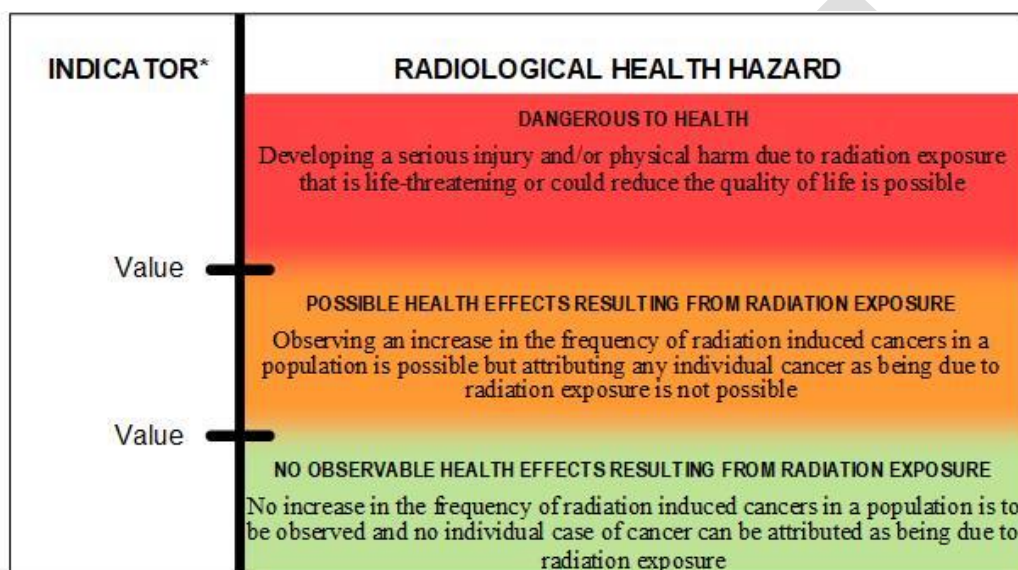 INDICATOR*
RADIOLOGICAL HEALTH HAZARD
DANGEROUS TO HEALTH
Developing a serious injury and/or physical harm due to radiation exposure
that is life-threatening or could reduce the quality of life is possible
Value
POSSIBLE HEALTH EFFECTS RESULTING FROM RADIATION EXPOSURE
Observing an increase in the frequency of radiation induced cancers in a
population is possible but attributing any individual cancer as being due to
radiation exposure is not possible
Value
NO OBSERVABLE HEALTH EFFECTS RESULTING FROM RADIATION EXPOSURE
No increase in the frequency of radiation induced cancers in a population is to
be observed and no individual case of cancer can be attributed as being due to
radiation exposure